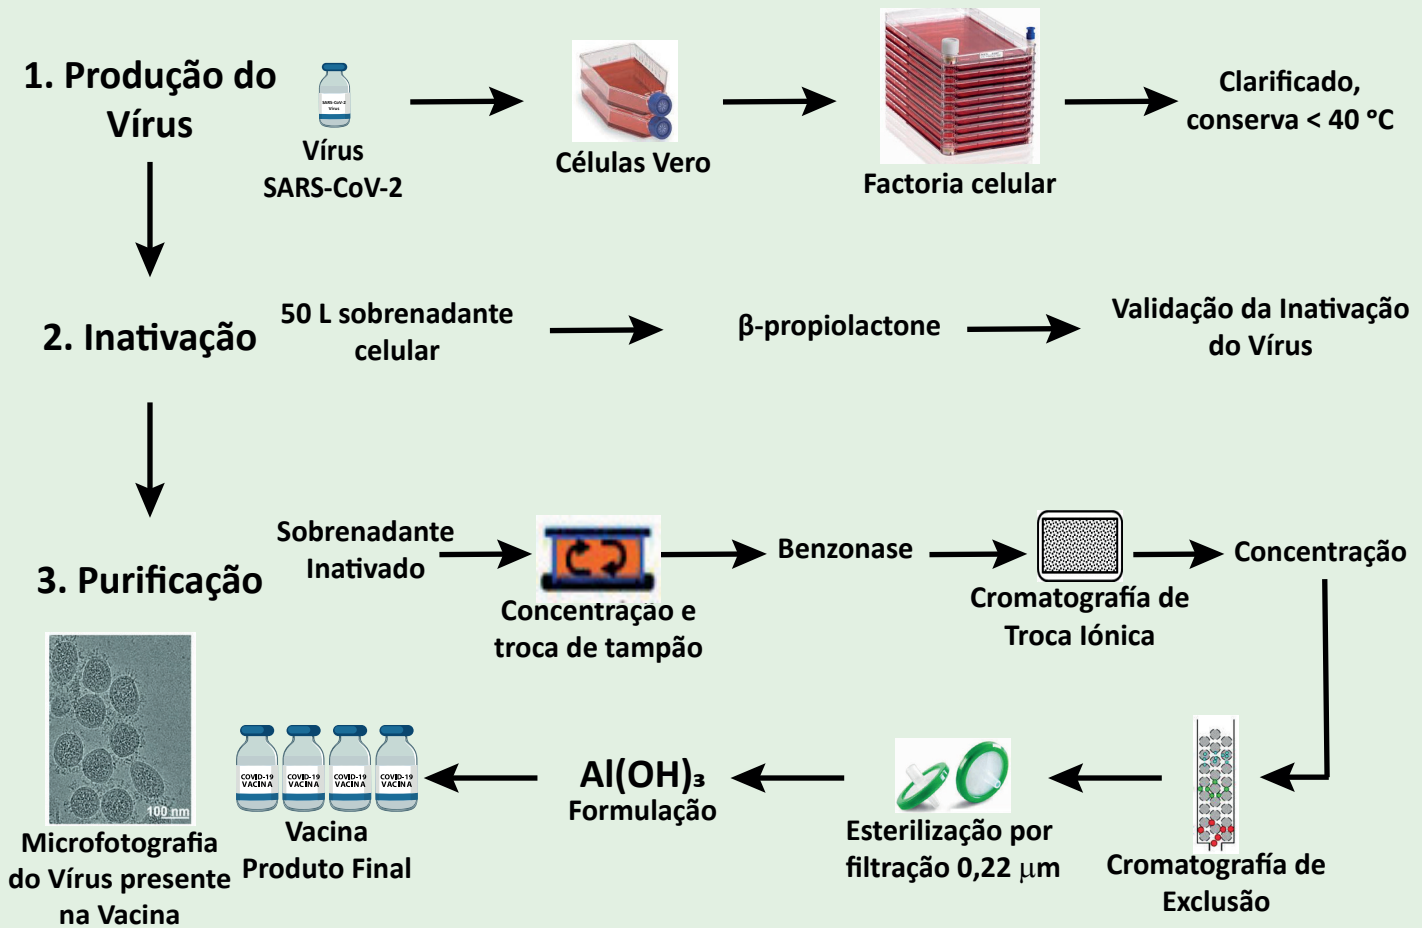 1. Produção do
Vírus
SARS-CoV-2
Vírus
Vírus
SARS-CoV-2
Células Vero
Factoria celular
Clarificado,
conserva < 40 °C
2. Inativação
50 L sobrenadante
celular
β-propiolactone
Validação da Inativação
do Vírus
3. Purificação
Sobrenadante
Inativado
Concentração e
troca de tampão
Benzonase
Cromatografía de
Troca Iónica
Concentração
Cromatografía de
Exclusão
Esterilização por
filtração 0,22 μm
Al(OH)₃
Formulação
COVID-19
VACINA
COVID-19
VACINA
COVID-19
VACINA
COVID-19
VACINA
Vacina
Produto Final
100 nm
Microfotografia
do Vírus presente
na Vacina